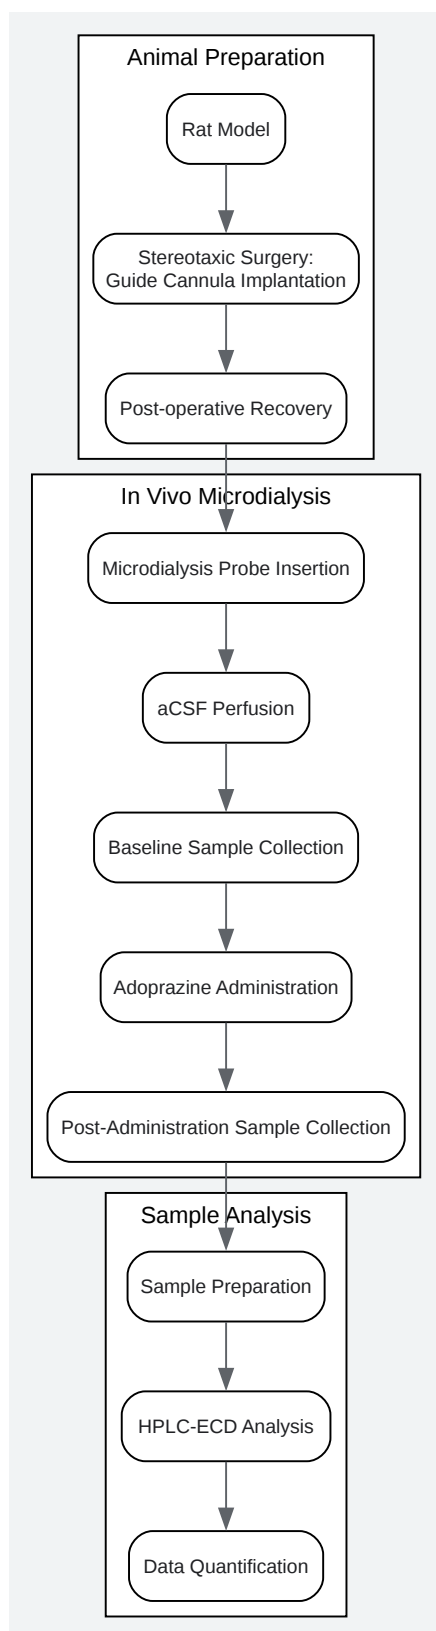 Animal Preparation
Rat Model
Stereotaxic Surgery:
Guide Cannula Implantation
Post-operative Recovery
In Vivo Microdialysis
Microdialysis Probe Insertion
aCSF Perfusion
Baseline Sample Collection
Adoprazine Administration
Post-Administration Sample Collection
Sample Analysis
Sample Preparation
HPLC-ECD Analysis
Data Quantification